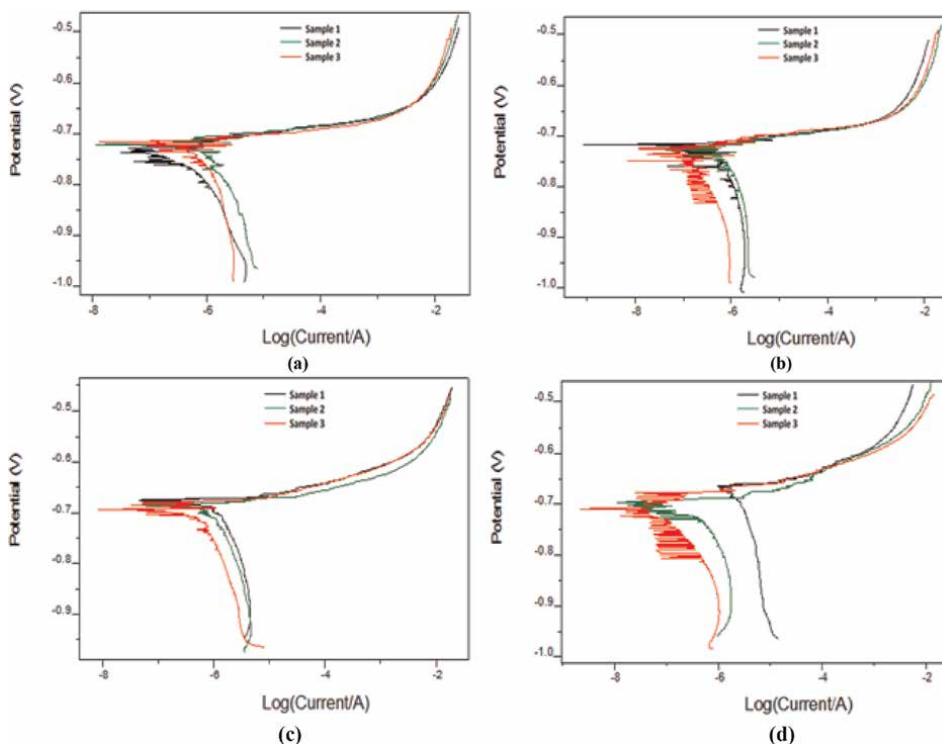 -0.5
-0.6
-0.7
-0.8
-0.9
-1.0
Potential (V)
Sample 1
Sample 2
Sample 3
-8
-6
-4
-2
Log(Current/A)
(a)
-0.5
-0.6
-0.7
-0.8
-0.9
-1.0
Potential (V)
Sample 1
Sample 2
Sample 3
-8
-7
-6
-4
-2
Log(Current/A)
(b)
-0.5
-0.6
-0.7
-0.8
-0.9
Potential (V)
Sample 1
Sample 2
Sample 3
-8
-6
-4
-2
Log(Current/A)
(c)
-0.5
-0.6
-0.7
-0.8
-0.9
-1.0
Potential (V)
Sample 1
Sample 2
Sample 3
-8
-6
-4
-2
Log(Current/A)
(d)